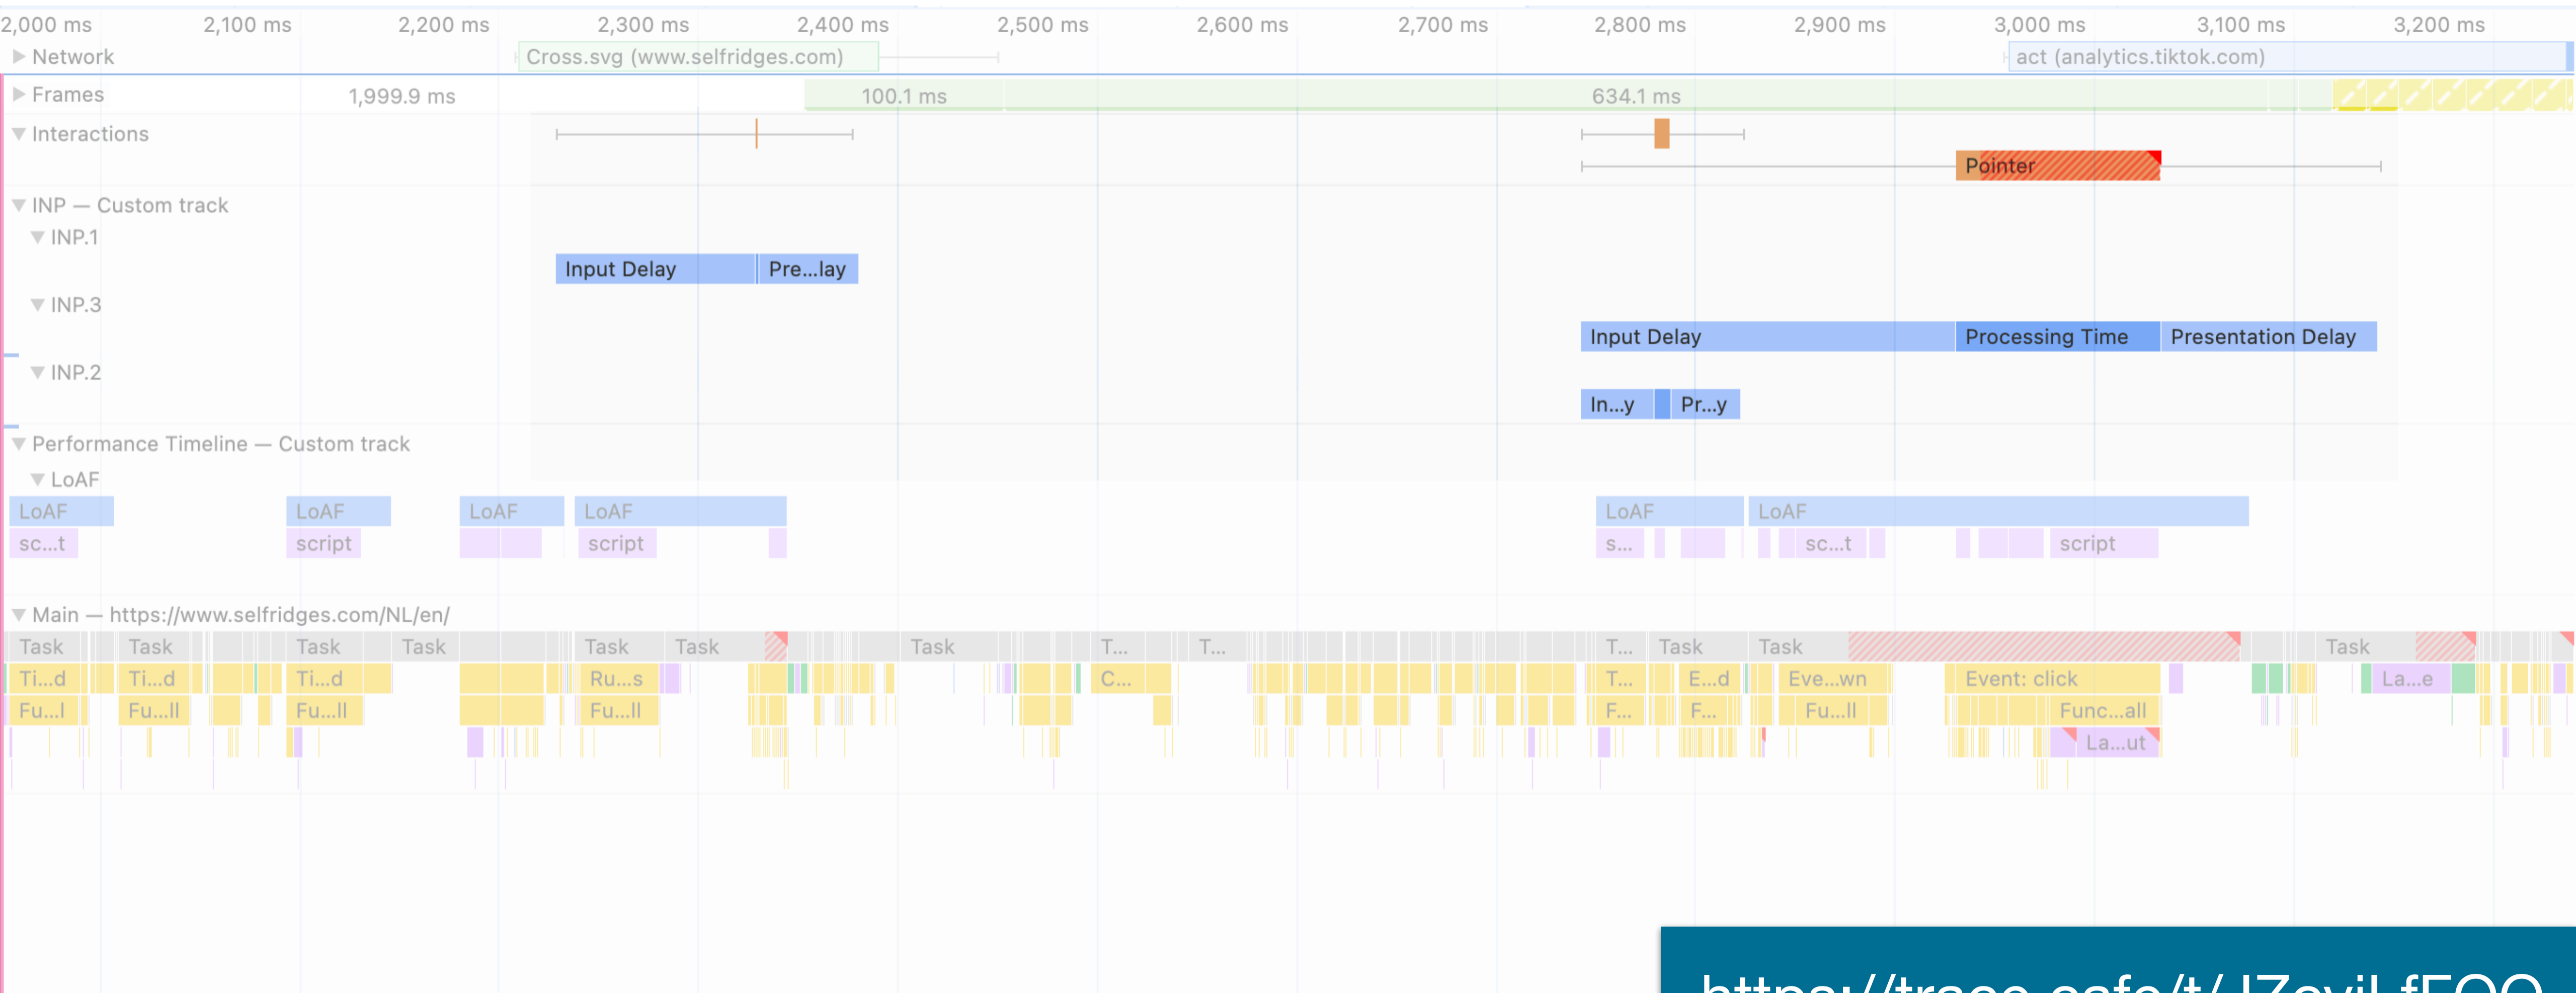 2,000 ms 2,100 ms 2,200 ms 2,300 ms 2,400 ms 2,500 ms 2,600 ms 2,700 ms 2,800 ms 2,900 ms 3,000 ms 3,100 ms 3,200 ms
Network Cross.svg (www.selfridges.com) act (analytics.tiktok.com)
Frames 1,999.9 ms 100.1 ms 634.1 ms
Interactions
Pointer
INP — Custom track
INP.1
Input Delay Pre...lay
INP.3
Input Delay Processing Time Presentation Delay
INP.2
In...y Pr...y
Performance Timeline — Custom track
LoAF
LoAF LoAF LoAF LoAF LoAF LoAF
sc...t script script s... sc...t script
Main — https://www.selfridges.com/NL/en/
Task Task Task Task Task Task Task T... T... T... Task Task Task
Ti...d Ti...d Ti...d Ru...s C... T... E...d Eve...wn Event: click La...e
Fu...l Fu...ll Fu...ll Fu...ll F... F... Fu...ll Func...all
La...ut